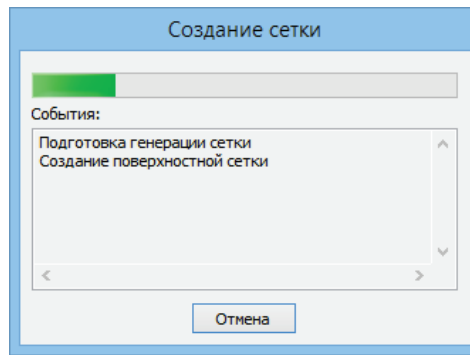 Создание сетки
События:
Подготовка генерации сетки
Создание поверхностной сетки
Отмена